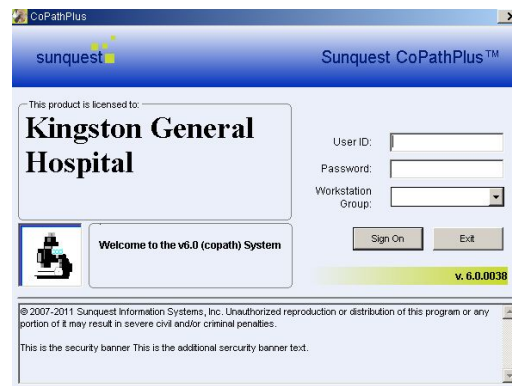 CoPathPlus
sunquest
Sunquest CoPathPlus™
This product is licensed to:
Kingston General
Hospital
User ID:
Password:
Workstation
Group:
Welcome to the v6.0 (copath) System
Sign On
Exit
v. 6.0.0038
© 2007-2011 Sunquest Information Systems, Inc. Unauthorized reproduction or distribution of this program or any
portion of it may result in severe civil and/or criminal penalties.
This is the security banner This is the additional sercurity banner text.